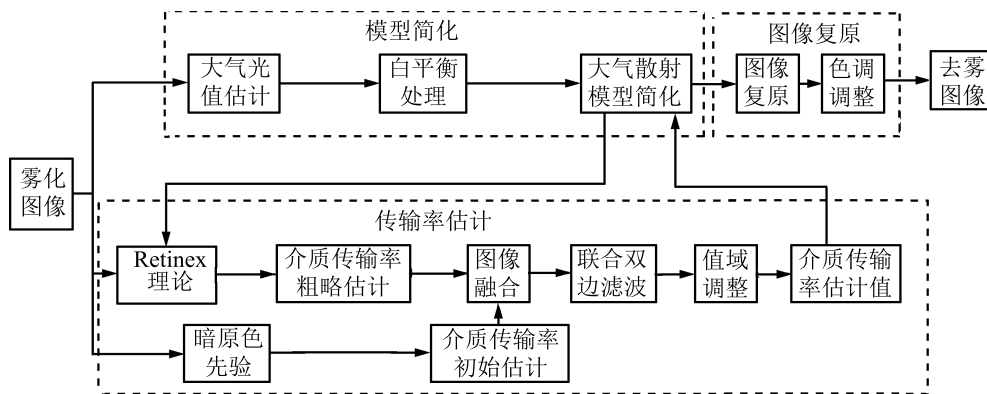 模型简化
图像复原
大气光
值估计
白平衡
处理
大气散射
模型简化
图像
复原
色调
调整
去雾
图像
雾化
图像
传输率估计
Retinex
理论
介质传输率
粗略估计
图像
融合
联合双
边滤波
值域
调整
介质传输
率估计值
暗原色
先验
介质传输率
初始估计